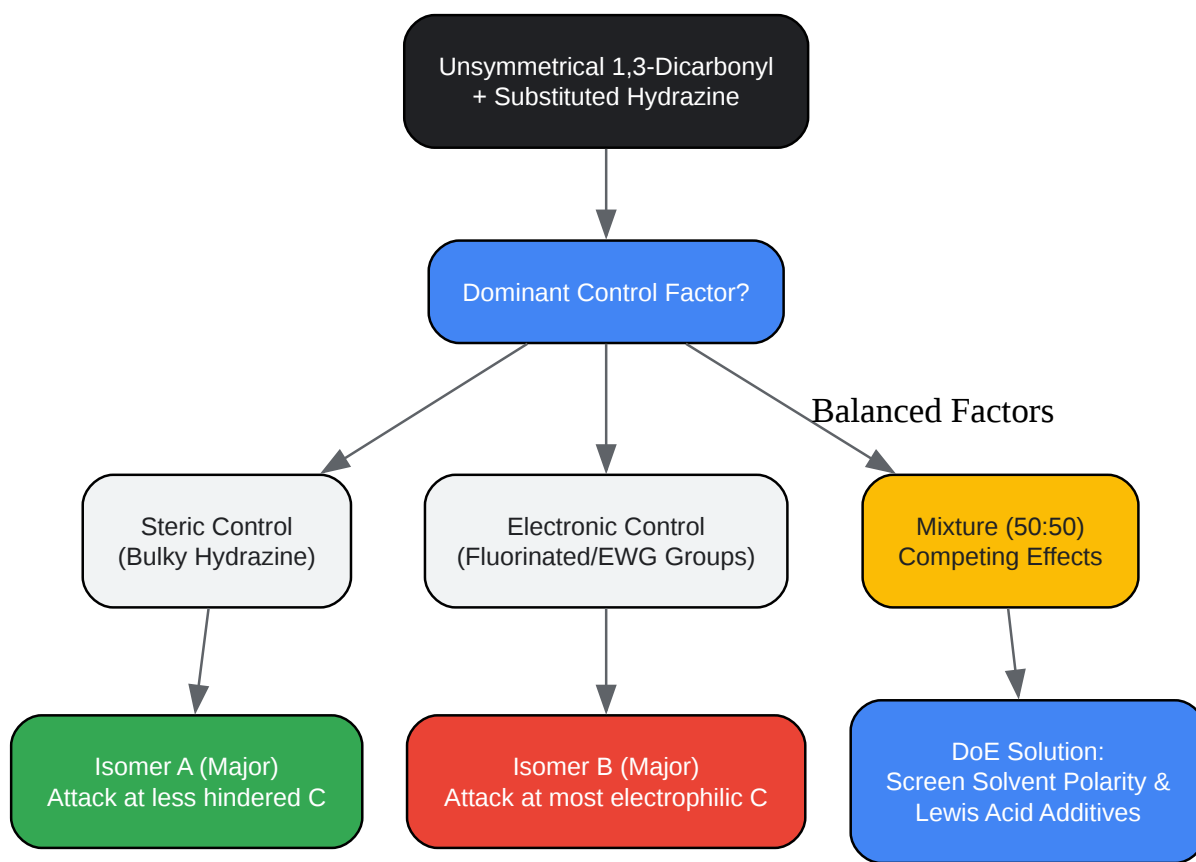 Unsymmetrical 1,3-Dicarbonyl
+ Substituted Hydrazine
Dominant Control Factor?
Balanced Factors
Steric Control
(Bulky Hydrazine)
Electronic Control
(Fluorinated/EWG Groups)
Mixture (50:50)
Competing Effects
Isomer A (Major)
Attack at less hindered C
Isomer B (Major)
Attack at most electrophilic C
DoE Solution:
Screen Solvent Polarity &
Lewis Acid Additives